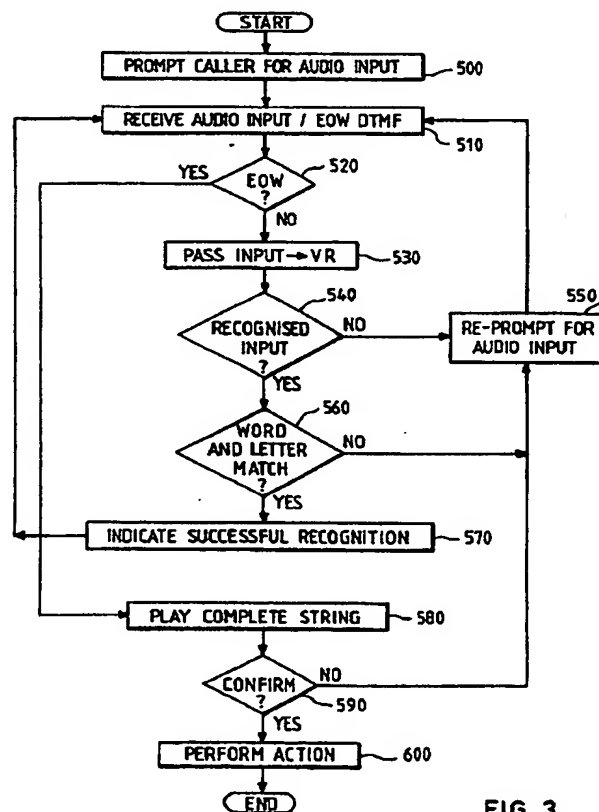 START
PROMPT CALLER FOR AUDIO INPUT
500
RECEIVE AUDIO INPUT / EOW DTMF
510
YES
EOW
?
520
NO
PASS INPUT→VR
530
540
RECOGNISED
INPUT
?
NO
YES
550
RE-PROMPT FOR
AUDIO INPUT
560
WORD
AND LETTER
MATCH
?
NO
YES
INDICATE SUCCESSFUL RECOGNITION
570
PLAY COMPLETE STRING
580
CONFIRM
?
NO
590
YES
PERFORM ACTION
600
END
FIG. 3